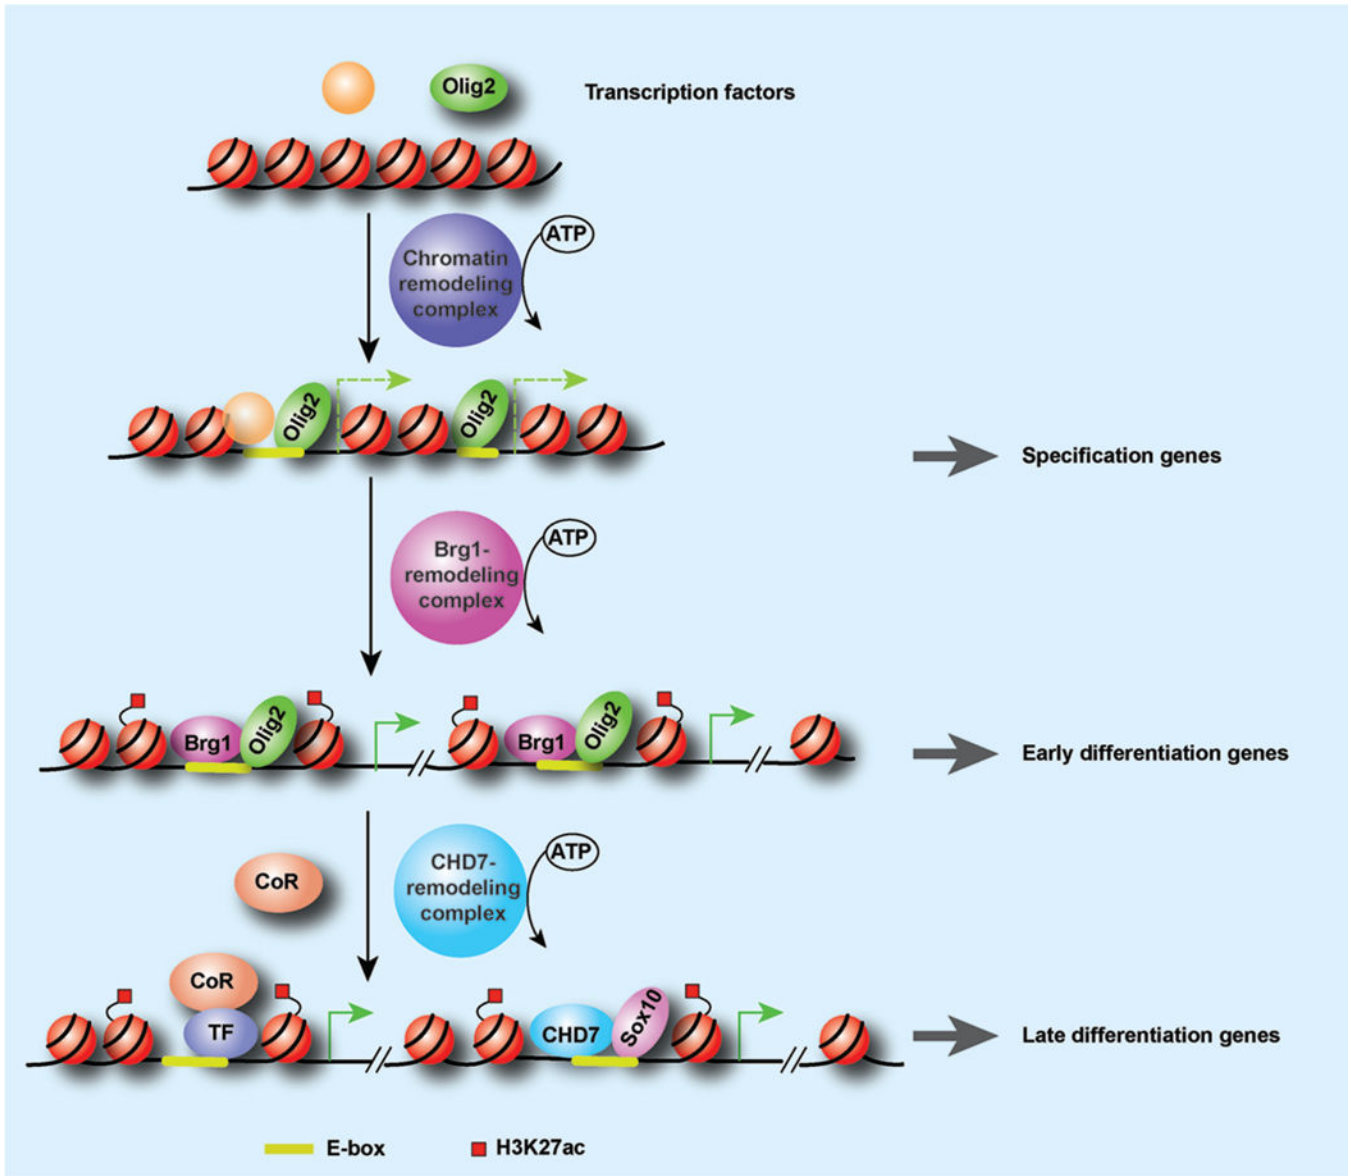 Olig2
Transcription factors
Chromatin
remodeling
complex
ATP
Olig2
Olig2
Specification genes
Brg1-
remodeling
complex
ATP
Brg1
Olig2
Brg1
Olig2
Early differentiation genes
CoR
CHD7-
remodeling
complex
ATP
CoR
TF
CHD7
Sox10
Late differentiation genes
E-box
H3K27ac